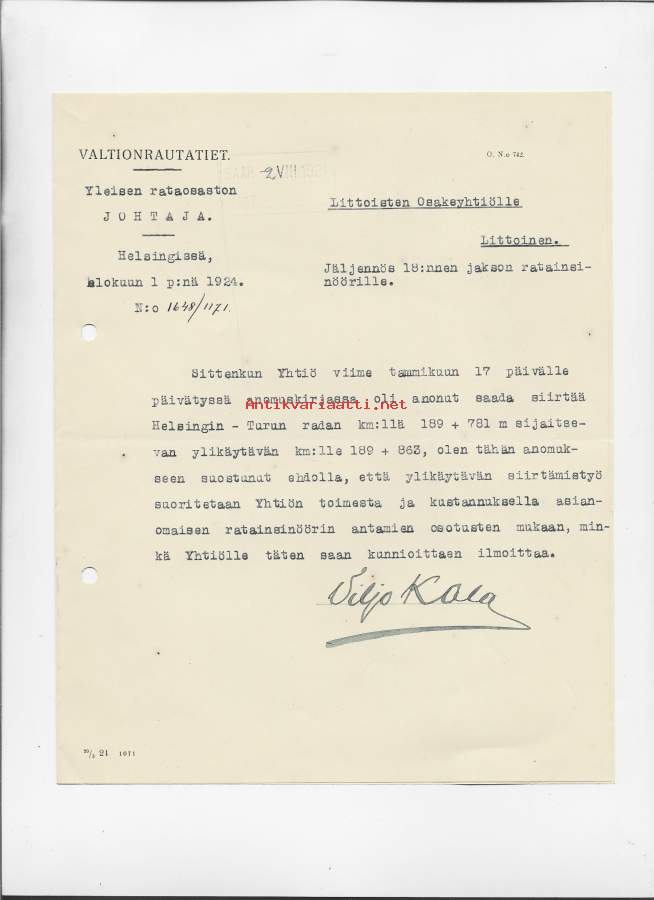 VALTIONRAUTATIET.
O. N:o 742.
-2 VIII
Yleisen rataosaston
JOHTAJA.
Helsingissä,
elokuun 1 p:nä 1924.
N:o 1648/1171.
Littoisten Osakeyhtiölle
Littoinen.
Jäljennös 18:nnen jakson ratainsi-
nöörille.
Sittenkun Yhtiö viime tammikuun 17 päivälle
päivätyssä anomuskirjassa oli anonut saada siirtää
Antikvariaatti.net
Helsingin - Turun radan km:llä 189 + 781 m sijaitse-
van ylikäytävän km:lle 189 + 863, olen tähän anomuk-
seen suostunut ehdolla, että ylikäytävän siirtämistyö
suoritetaan Yhtiön toimesta ja kustannuksella asian-
omaisen ratainsinöörin antamien osotusten mukaan, min-
kä Yhtiölle täten saan kunnioittaen ilmoittaa.
Viljo Kala
20/3 21 1071